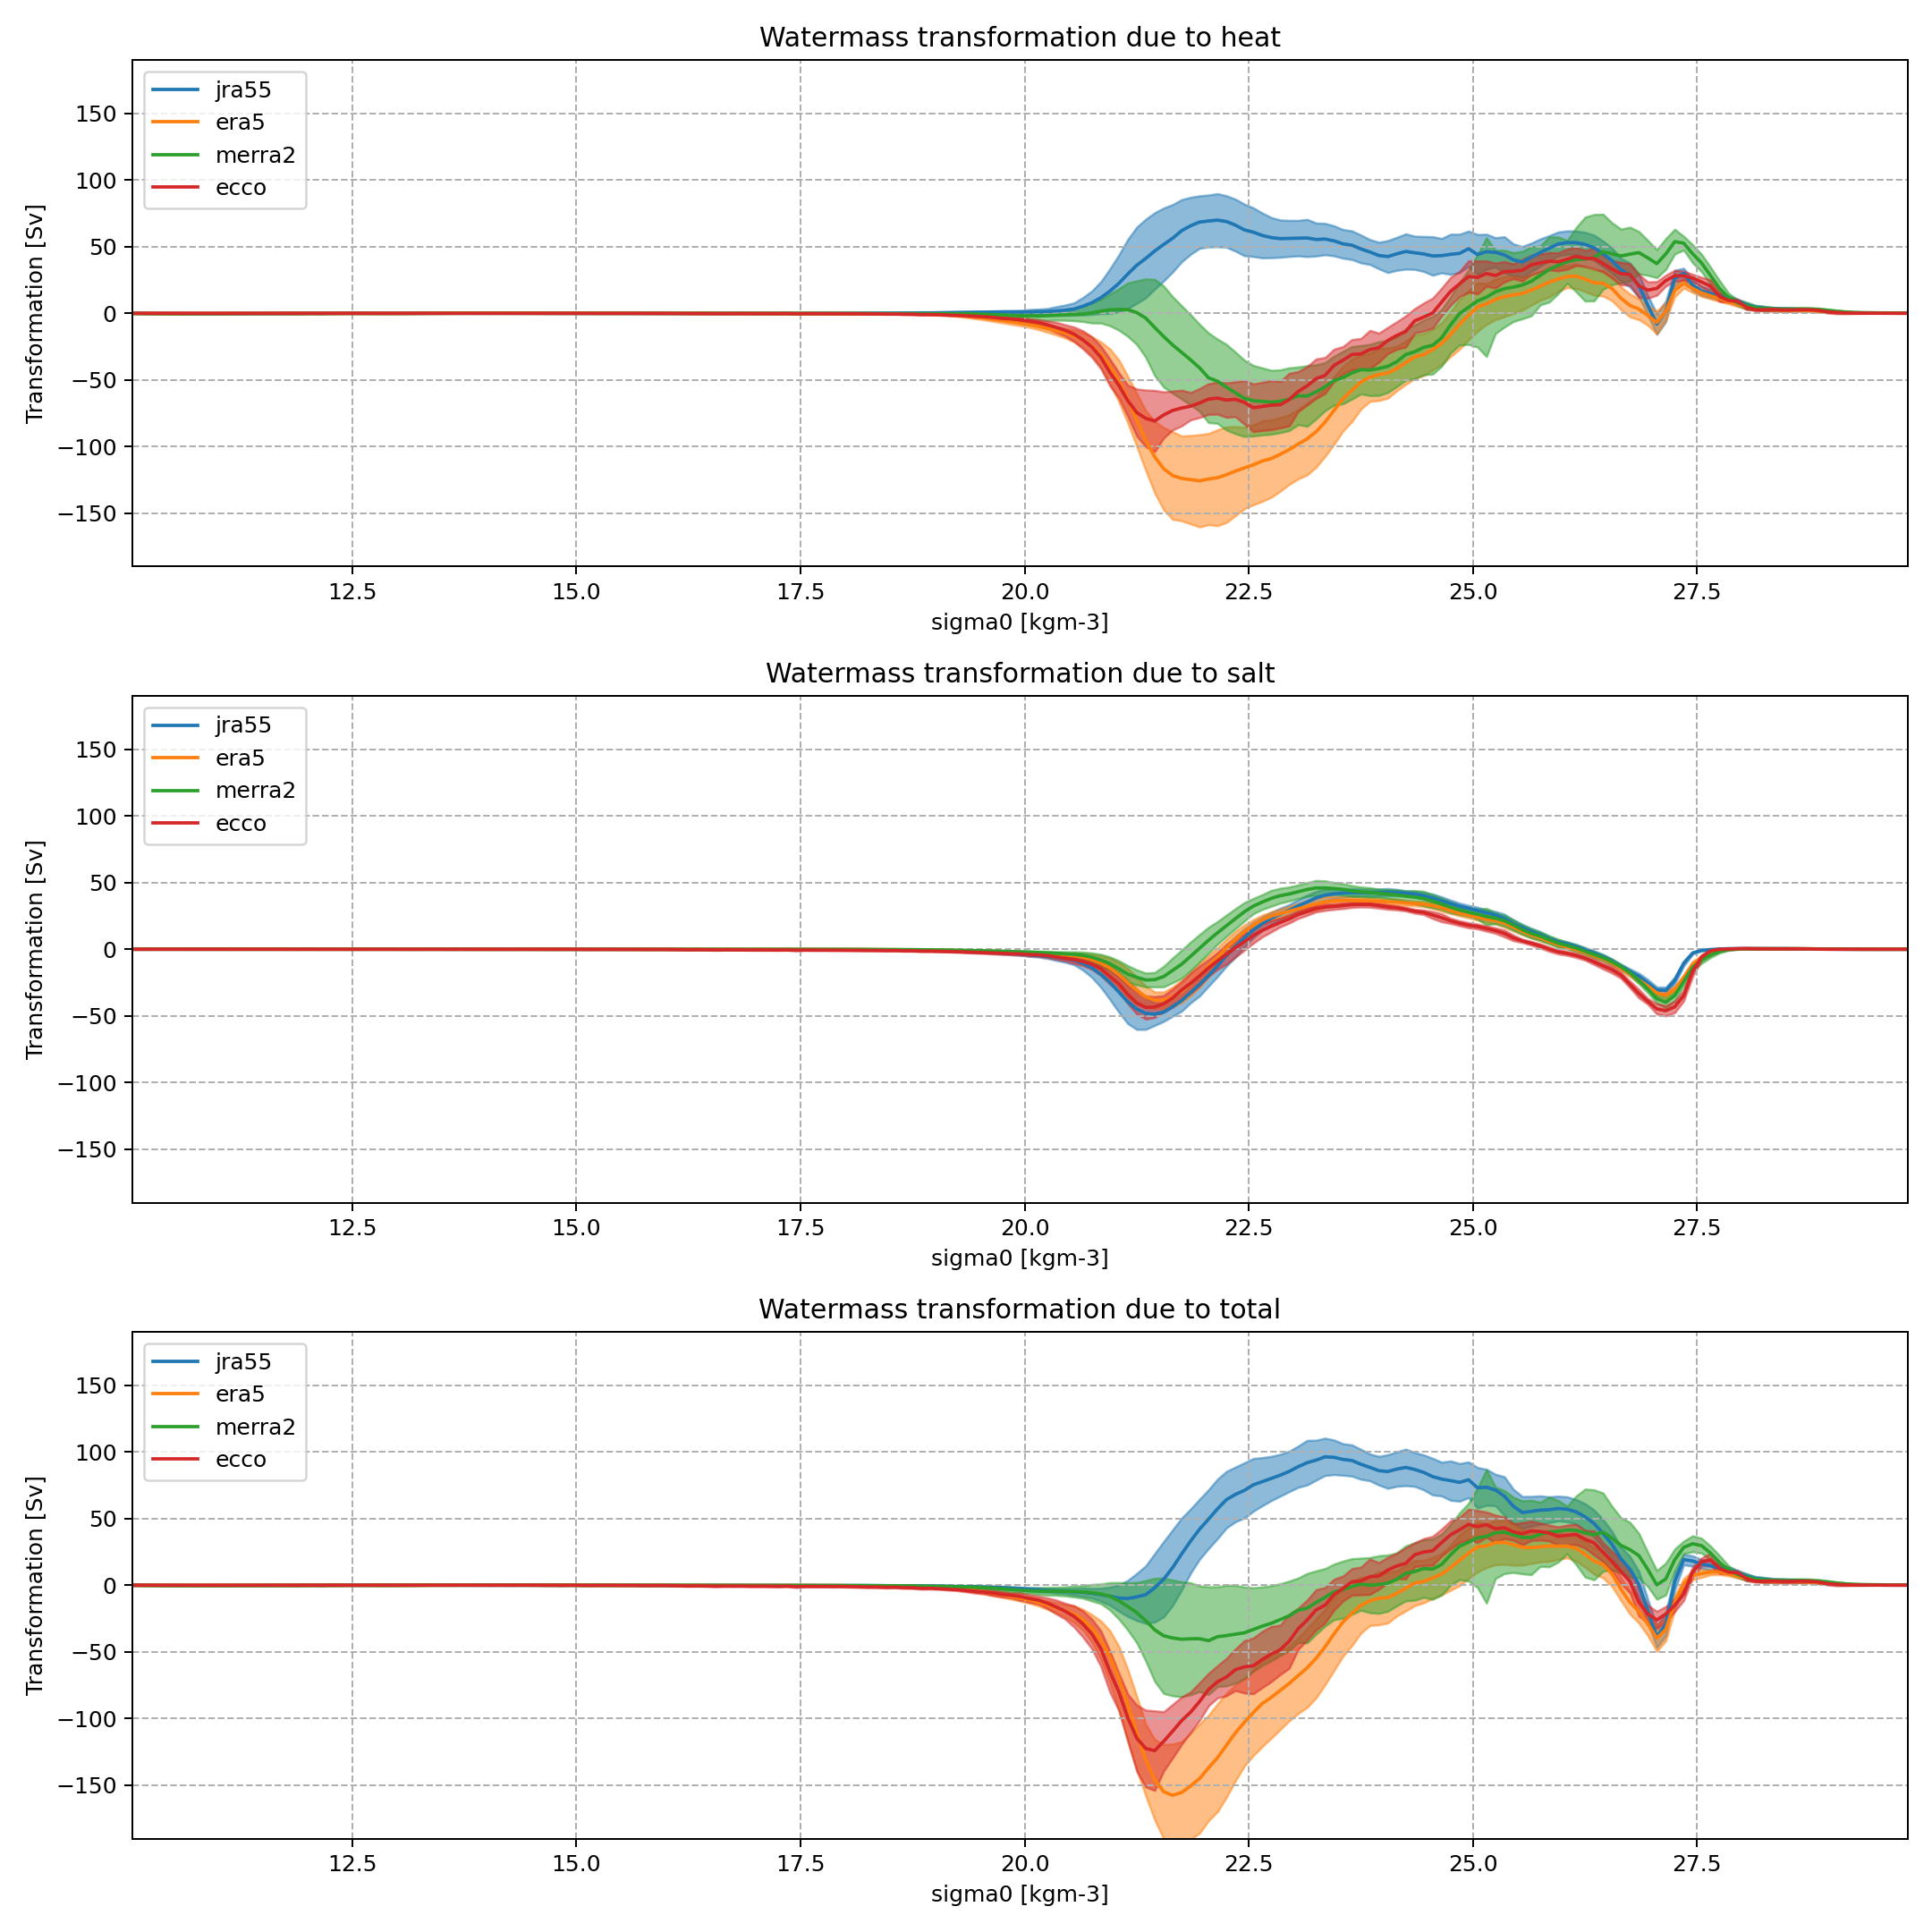 Watermass transformation due to heat
jra55
era5
merra2
ecco
Transformation [Sv]
150
100
50
0
−50
−100
−150
12.5 15.0 17.5 20.0 22.5 25.0 27.5
sigma0 [kgm-3]
Watermass transformation due to salt
jra55
era5
merra2
ecco
Transformation [Sv]
150
100
50
0
−50
−100
−150
12.5 15.0 17.5 20.0 22.5 25.0 27.5
sigma0 [kgm-3]
Watermass transformation due to total
jra55
era5
merra2
ecco
Transformation [Sv]
150
100
50
0
−50
−100
−150
12.5 15.0 17.5 20.0 22.5 25.0 27.5
sigma0 [kgm-3]